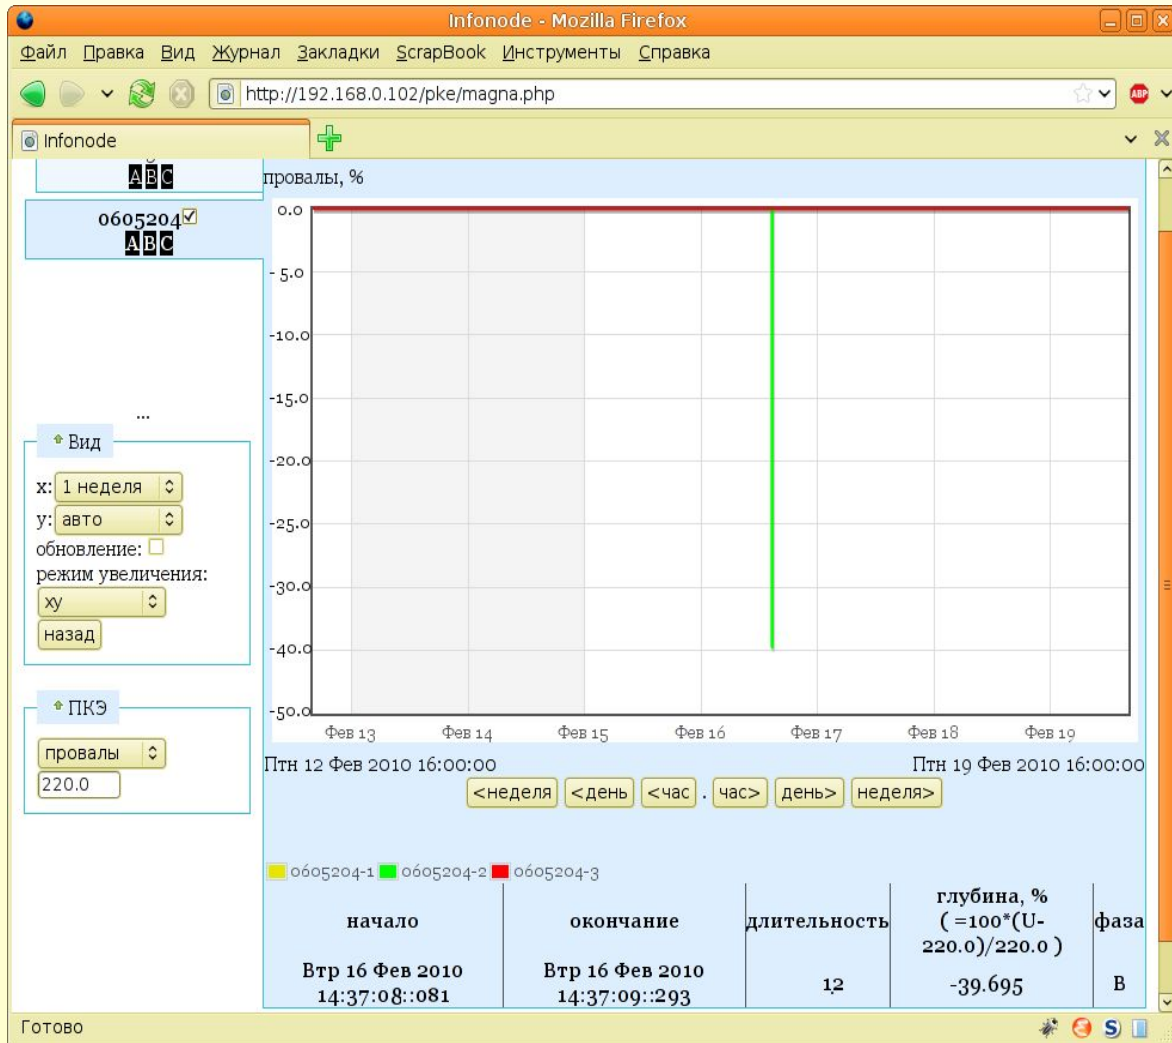 Infonode - Mozilla Firefox
Файл Правка Вид Журнал Закладки ScrapBook Инструменты Справка
http://192.168.0.102/pke/magna.php
ABP
Infonode
A B C
0605204
A B C
...
Вид
x: 1 неделя
y: авто
обновление:
режим увеличения:
xy
назад
ПКЭ
провалы
220.0
провалы, %
0.0
- 5.0
-10.0
-15.0
-20.0
-25.0
-30.0
-40.0
-50.0
Фев 13 Фев 14 Фев 15 Фев 16 Фев 17 Фев 18 Фев 19
Птн 12 Фев 2010 16:00:00 Птн 19 Фев 2010 16:00:00
<неделя <день <час . час> день> неделя>
0605204-1 0605204-2 0605204-3
начало окончание длительность глубина, % ( =100*(U-220.0)/220.0 ) фаза
Втр 16 Фев 2010 14:37:08::081 Втр 16 Фев 2010 14:37:09::293 1,2 -39.695 B
Готово